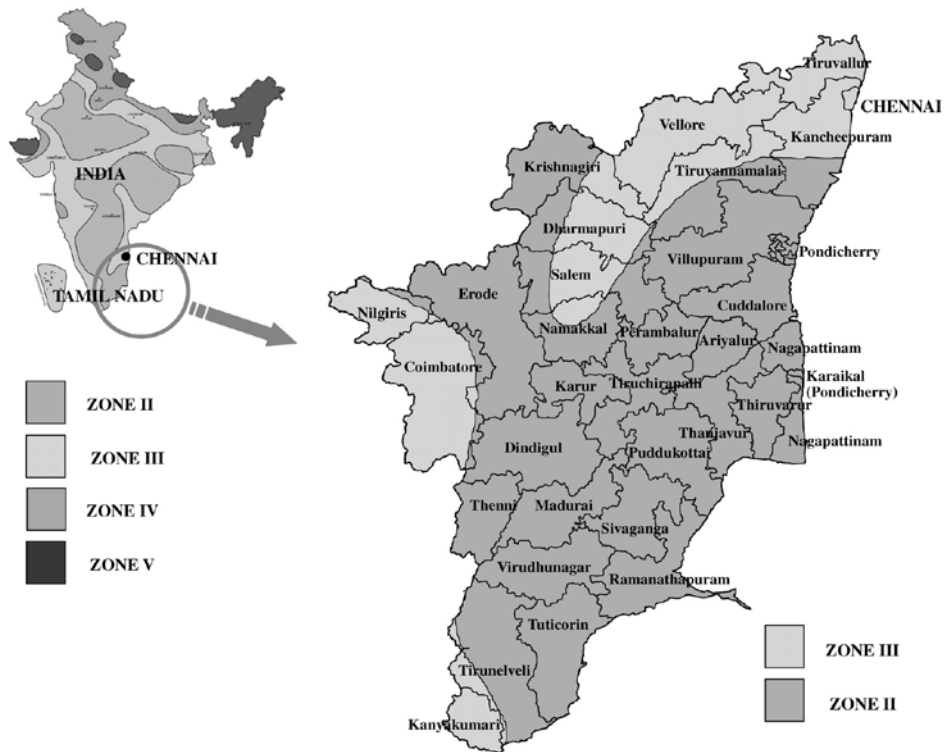 INDIA
CHENNAI
TAMIL NADU
ZONE II
ZONE III
ZONE IV
ZONE V
Tiruvallur
CHENNAI
Vellore
Kancheepuram
Krishnagiri
Tiruvannamalai
Dharmapuri
Pondicherry
Villupuram
Salem
Erode
Cuddalore
Nilgiris
Namakkal
Perambalur
Ariyalur
Nagapattinam
Coimbatore
Karaikal
(Pondicherry)
Karur
Tiruchirapalli
Thiruvarur
Thanjavur
Nagapattinam
Dindigul
Puddukottai
Thenni
Madurai
Sivaganga
Virudhunagar
Ramanathapuram
Tuticorin
Tirunelveli
Kanyakumari
ZONE III
ZONE II